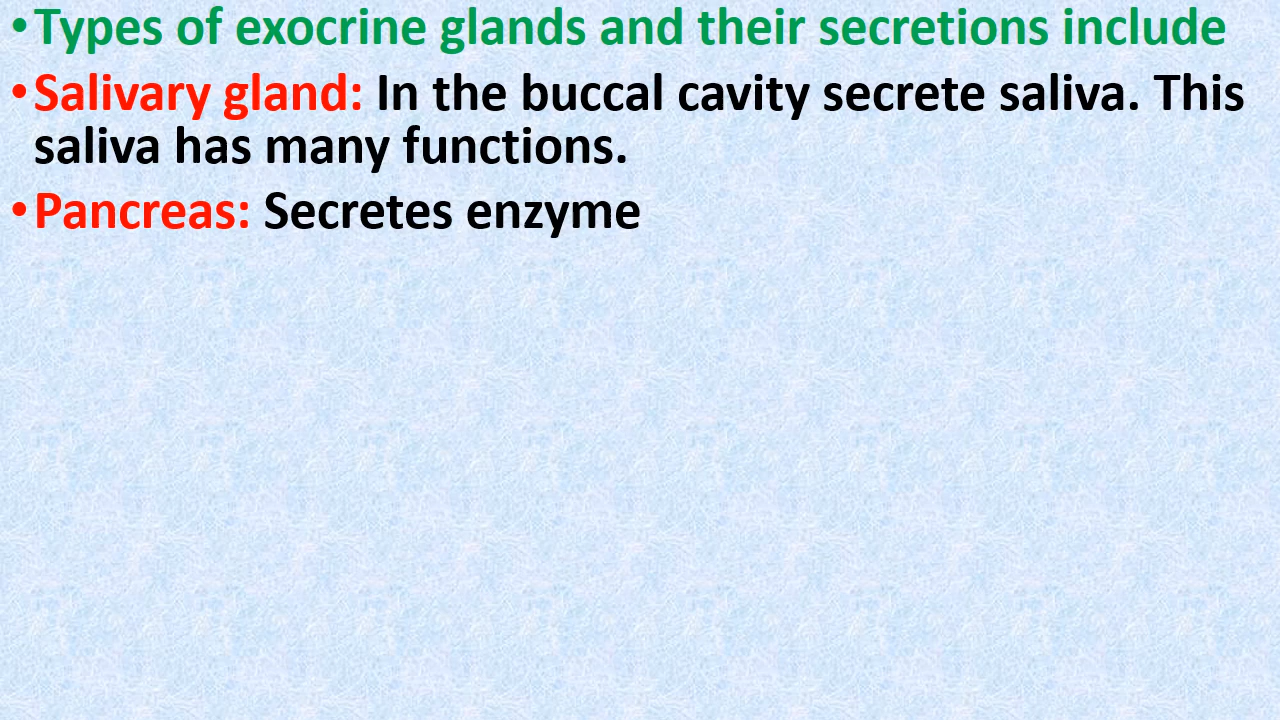 •Types of exocrine glands and their secretions include
•Salivary gland: In the buccal cavity secrete saliva. This
saliva has many functions.
•Pancreas: Secretes enzyme